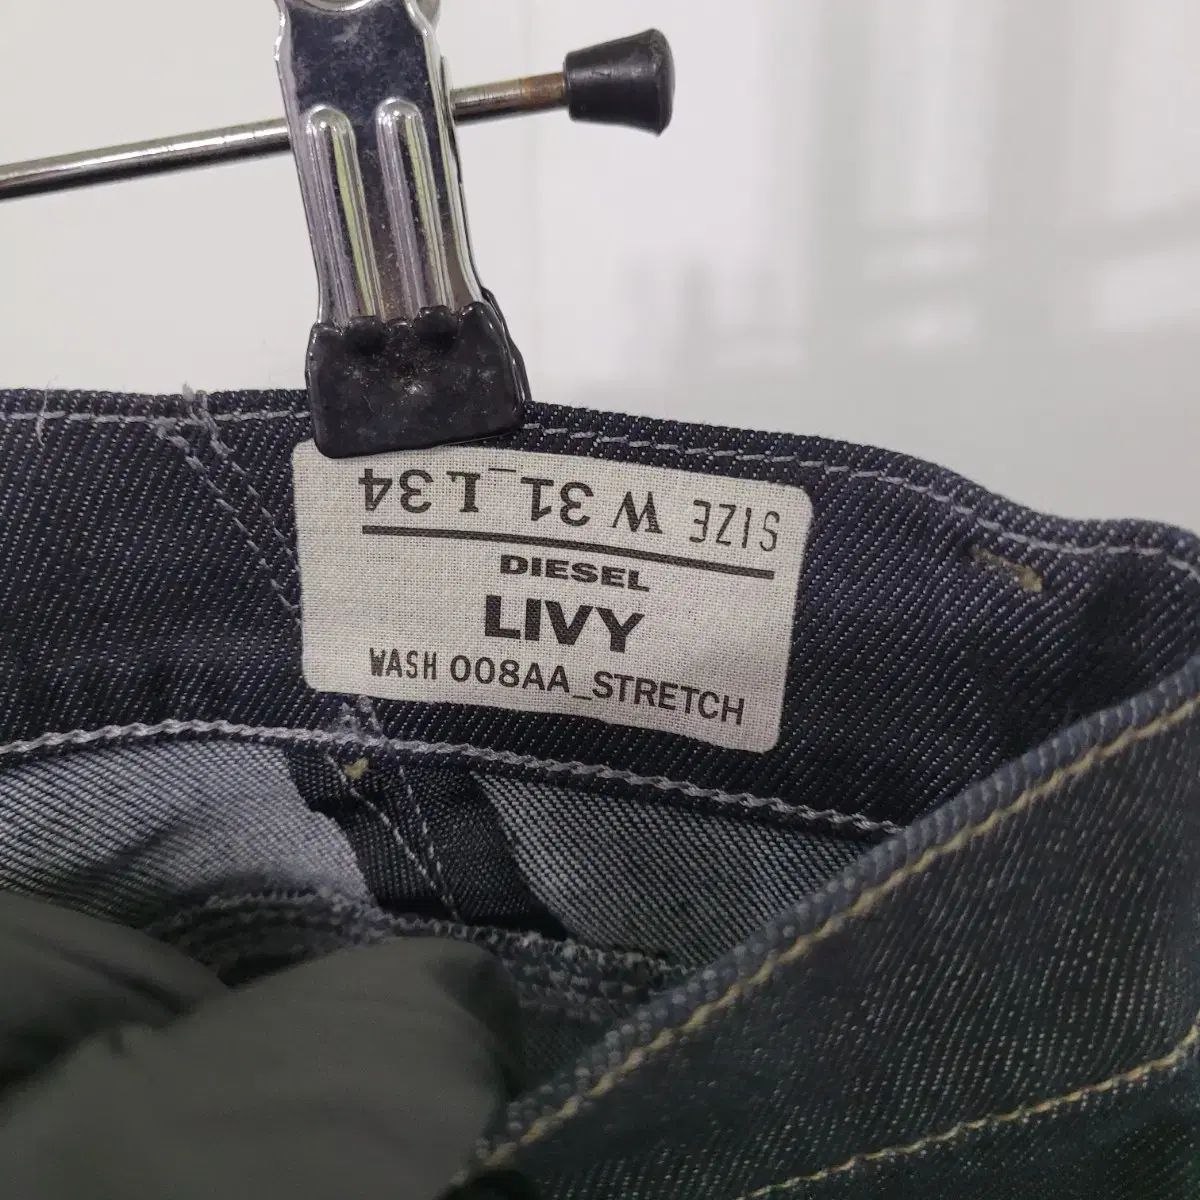 SIZE W 31_L 34
DIESEL
LIVY
WASH 008AA_STRETCH